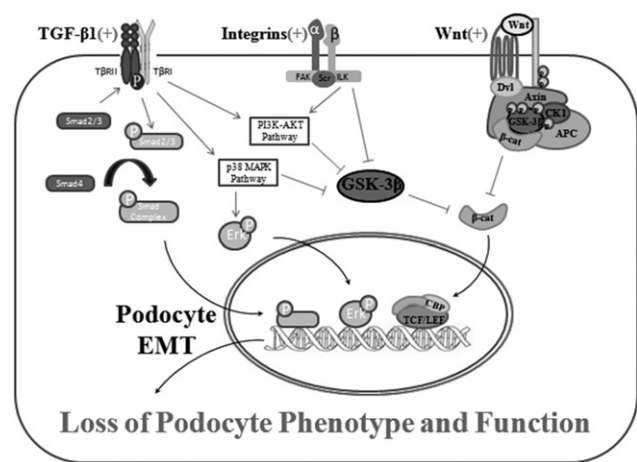 TGF-β1(+)
Integrins(+)
Wnt(+)
Wnt
α
β
TβRII
TβRI
P
FAK
Scr
ILK
Dvl
Axin
P
P
P
P
P
P
GSK-3β
CK1
β-cat
APC
Smad2/3
P
Smad2/3
PI3K-AKT
Pathway
p38 MAPK
Pathway
Smad4
P
Smad
Complex
GSK-3β
β-cat
Erk
P
P
Erk
P
CBP
TCF/LEF
Podocyte
EMT
Loss of Podocyte Phenotype and Function